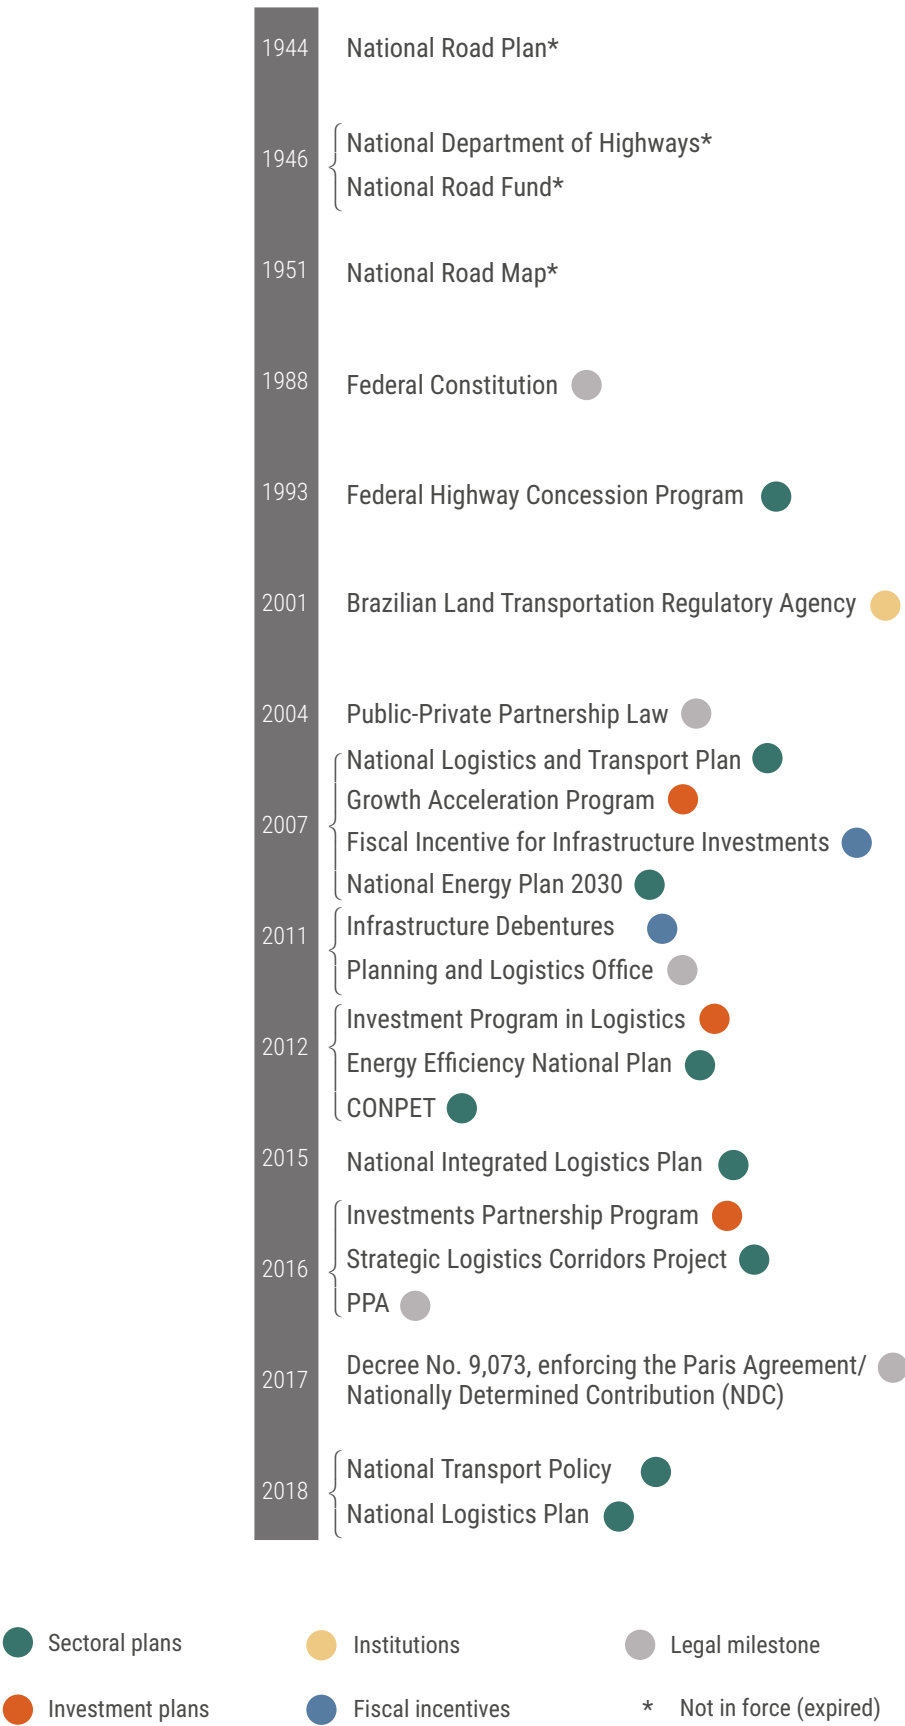 1944 National Road Plan*
1946
National Department of Highways*
National Road Fund*
1951 National Road Map*
1988 Federal Constitution
1993 Federal Highway Concession Program
2001 Brazilian Land Transportation Regulatory Agency
2004 Public-Private Partnership Law
2007
National Logistics and Transport Plan
Growth Acceleration Program
Fiscal Incentive for Infrastructure Investments
National Energy Plan 2030
2011
Infrastructure Debentures
Planning and Logistics Office
2012
Investment Program in Logistics
Energy Efficiency National Plan
CONPET
2015 National Integrated Logistics Plan
2016
Investments Partnership Program
Strategic Logistics Corridors Project
PPA
2017
Decree No. 9,073, enforcing the Paris Agreement/
Nationally Determined Contribution (NDC)
2018
National Transport Policy
National Logistics Plan
Sectoral plans
Institutions
Legal milestone
Investment plans
Fiscal incentives
* Not in force (expired)